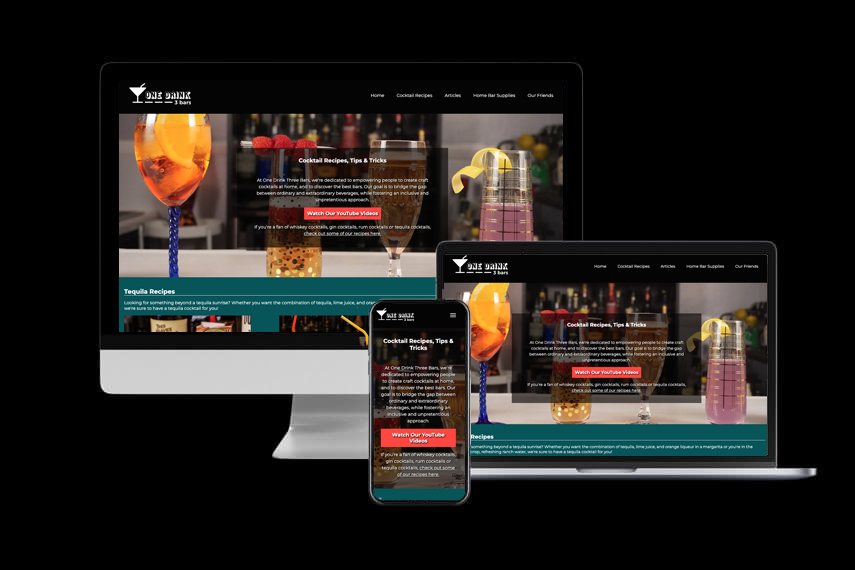 ONE DRINK
3 bars
Home Cocktail Recipes Articles Home Bar Supplies Our Friends
Cocktail Recipes, Tips & Tricks
At One Drink Three Bars, we're dedicated to empowering people to create craft
cocktails at home, and to discover the best bars. Our goal is to bridge the gap
between ordinary and extraordinary beverages, while fostering an inclusive and
unpretentious approach.
Watch Our YouTube Videos
If you're a fan of whiskey cocktails, gin cocktails, rum cocktails or tequila cocktails,
check out some of our recipes here.
Tequila Recipes
Looking for something beyond a tequila sunrise? Whether you want the combination of tequila, lime juice, and
we're sure to have a tequila cocktail for you!
ONE DRINK
3 bars
Home Cocktail Recipes Articles Home Bar Supplies Our Friends
Cocktail Recipes, Tips & Tricks
At One Drink Three Bars, we're dedicated to empowering people to create craft
cocktails at home, and to discover the best bars. Our goal is to bridge the gap
between ordinary and extraordinary beverages, while fostering an inclusive and
unpretentious approach.
Watch Our YouTube Videos
If you're a fan of whiskey cocktails, gin cocktails, rum cocktails or tequila cocktails,
check out some of our recipes here.
Recipes
something beyond a tequila sunrise? Whether you want the combination of tequila, lime juice, and orange liqueur in a margarita or you're in the
refreshing ranch water, we're sure to have a tequila cocktail for you!
ONE DRINK
3 bars
Cocktail Recipes, Tips &
Tricks
At One Drink Three Bars, we're
dedicated to empowering people
to create craft cocktails at home,
and to discover the best bars. Our
goal is to bridge the gap between
ordinary and extraordinary
beverages, while fostering an
inclusive and unpretentious
approach.
Watch Our YouTube
Videos
If you're a fan of whiskey cocktails,
gin cocktails, rum cocktails or
tequila cocktails, check out some
of our recipes here.